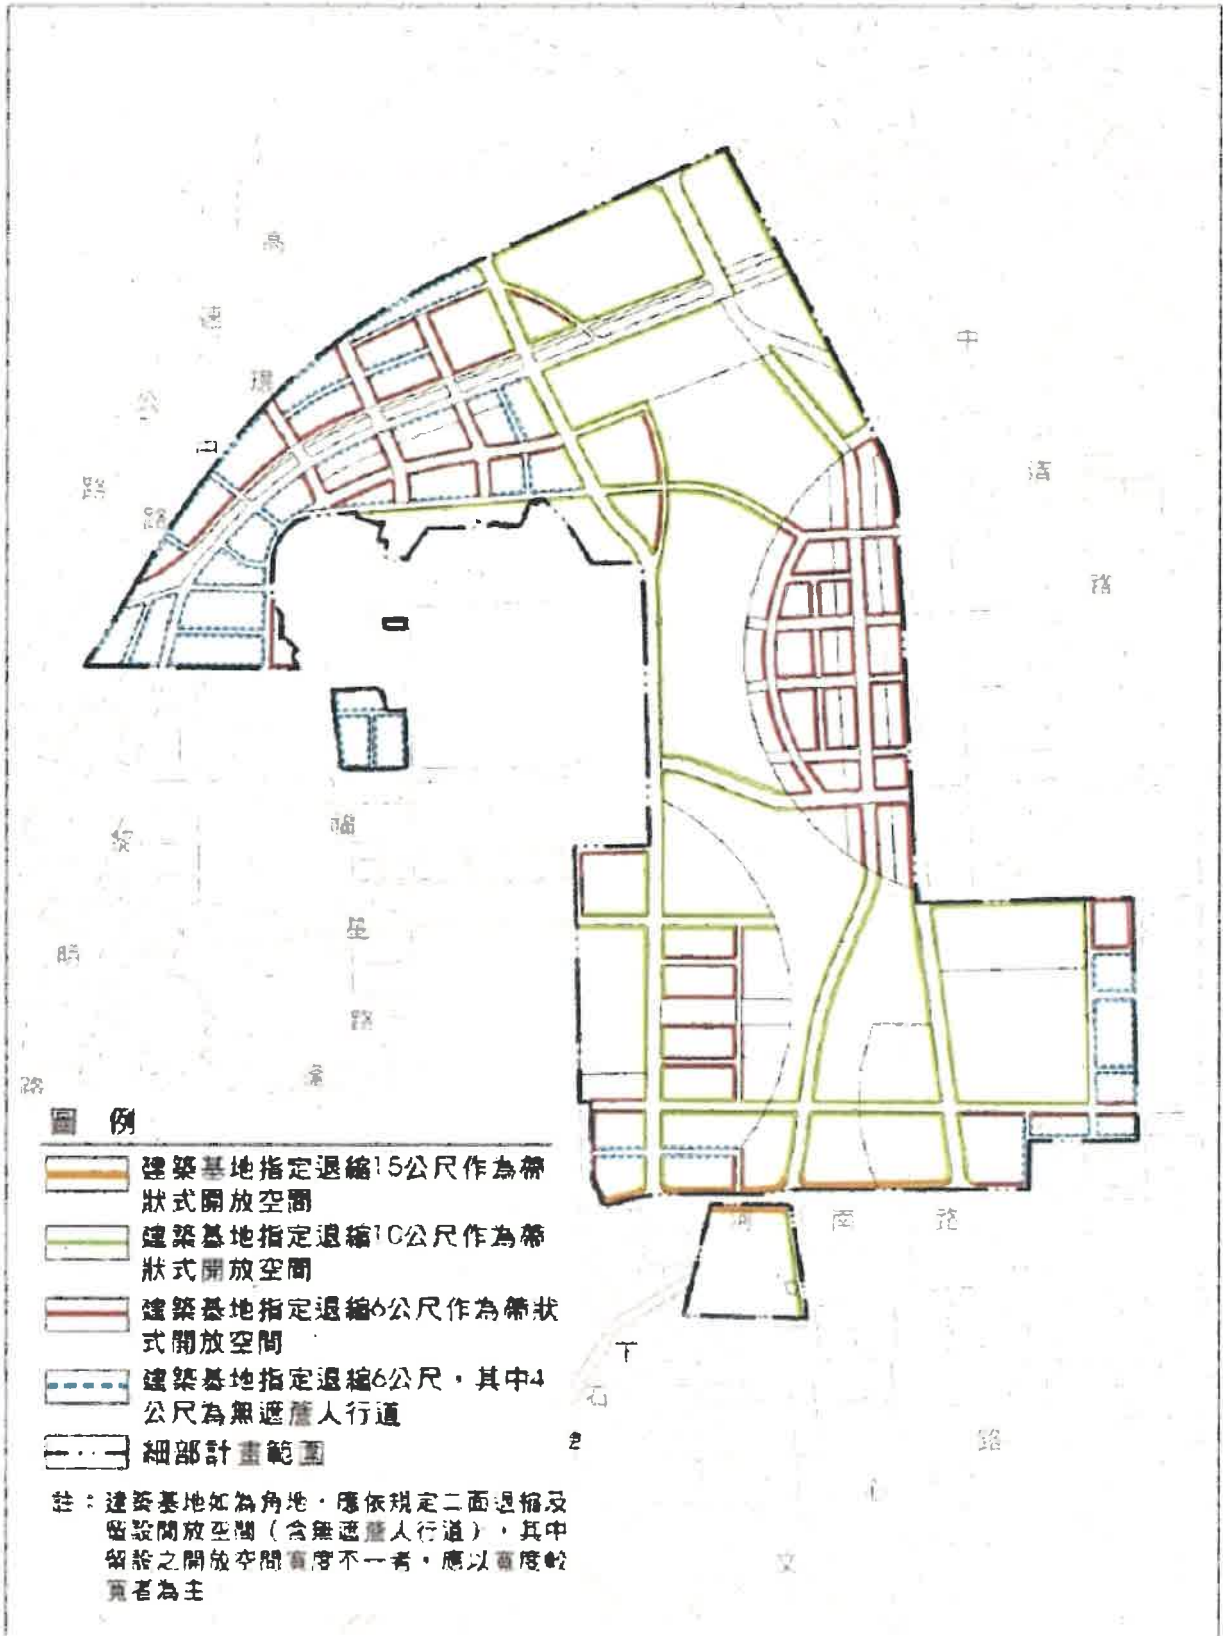 高
速
公
路
環
中
路
中
清
路
福
星
路
黎
明
路
河 南 路
下
石
路
心
文
圖 例
建築基地指定退縮15公尺作為帶
狀式開放空間
建築基地指定退縮10公尺作為帶
狀式開放空間
建築基地指定退縮6公尺作為帶狀
式開放空間
建築基地指定退縮6公尺，其中4
公尺為無遮簷人行道
細部計畫範圍
註：建築基地如為角地，應依規定二面退縮及
留設開放空間（含無遮簷人行道），其中
留設之開放空間寬度不一者，應以寬度較
寬者為主